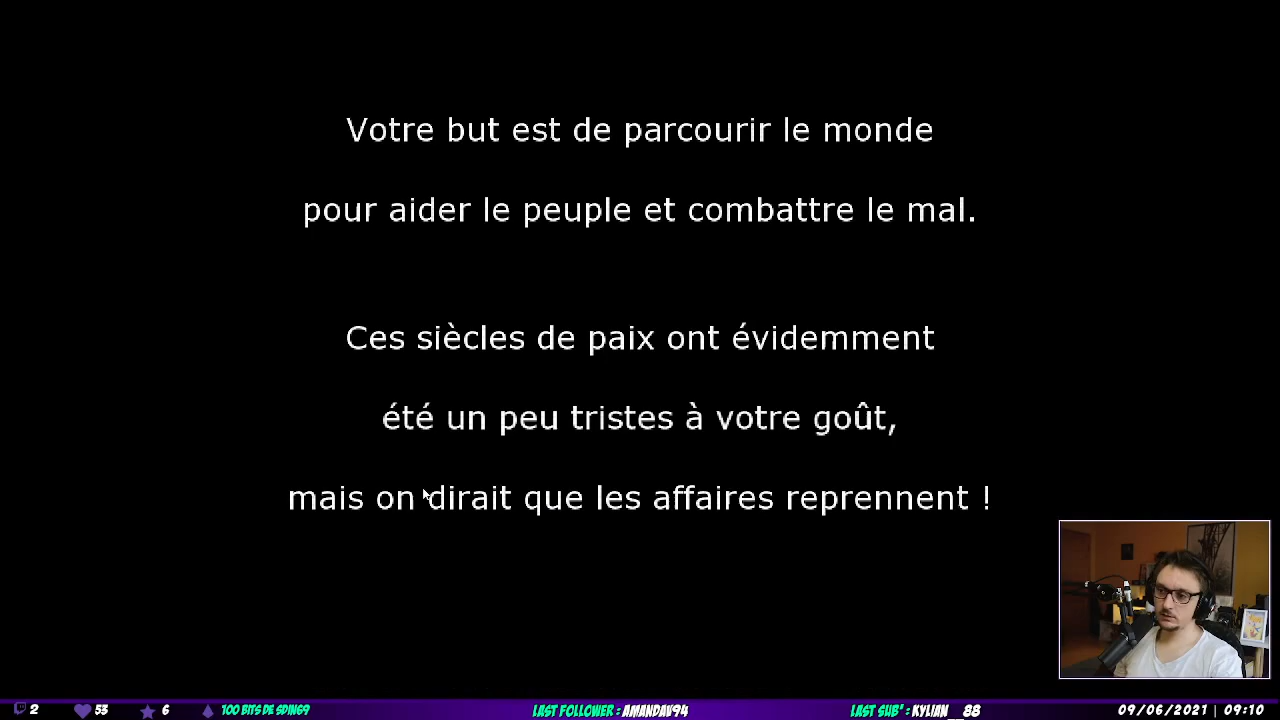 Votre but est de parcourir le monde
pour aider le peuple et combattre le mal.
Ces siècles de paix ont évidemment
été un peu tristes à votre goût,
mais on dirait que les affaires reprennent !
2 53 6 100 BITS DE SDING9 LAST FOLLOWER : AMANDAV94 LAST SUB' : KYLIAN__88 09/06/2021 | 09:10